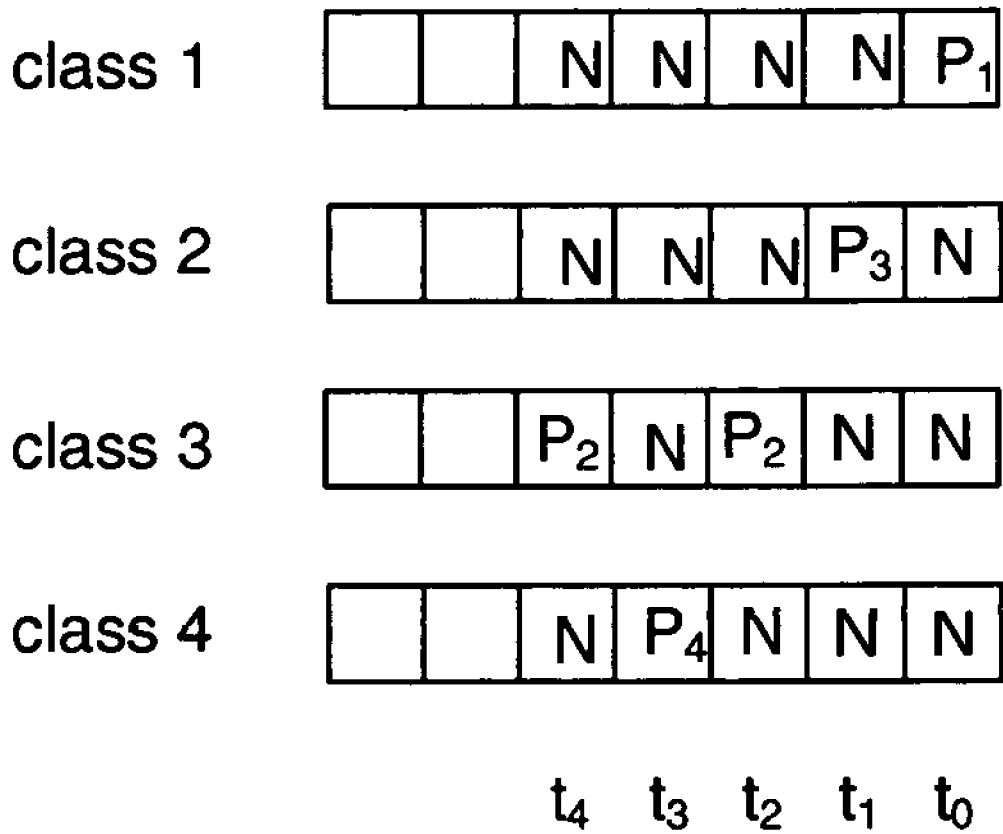 class 1 N N N N P₁
class 2 N N N P₃ N
class 3 P₂ N P₂ N N
class 4 N P₄ N N N
t₄ t₃ t₂ t₁ t₀